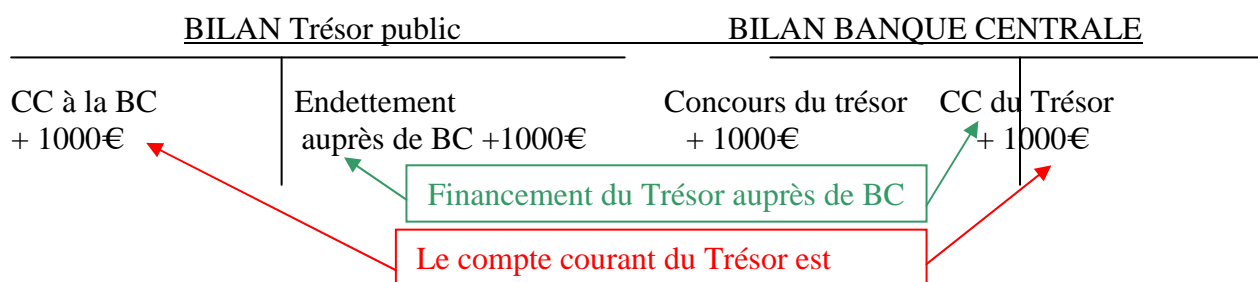 BILAN Trésor public BILAN BANQUE CENTRALE
CC à la BC Endettement Concours du trésor CC du Trésor
+ 1000€ auprès de BC +1000€ + 1000€ + 1000€
Financement du Trésor auprès de BC
Le compte courant du Trésor est